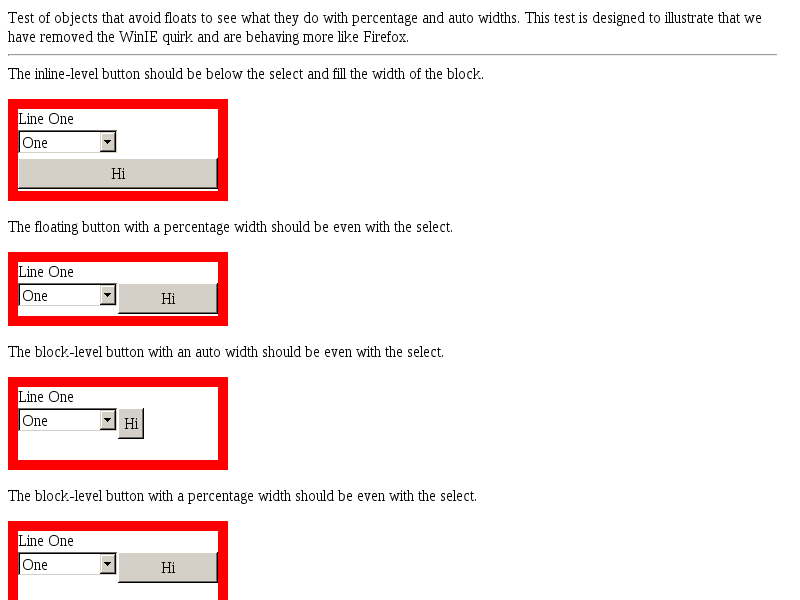 Test of objects that avoid floats to see what they do with percentage and auto widths. This test is designed to illustrate that we
have removed the WinIE quirk and are behaving more like Firefox.
The inline-level button should be below the select and fill the width of the block.
Line One
One
Hi
The floating button with a percentage width should be even with the select.
Line One
One Hi
The block-level button with an auto width should be even with the select.
Line One
One Hi
The block-level button with a percentage width should be even with the select.
Line One
One Hi